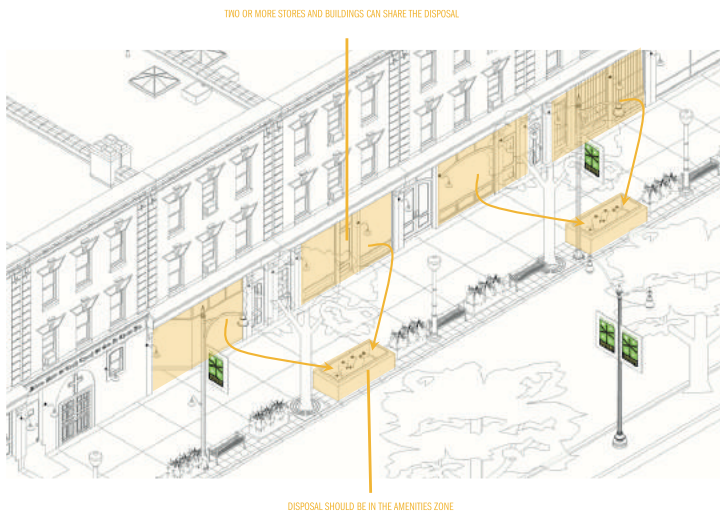 TWO OR MORE STORES AND BUILDINGS CAN SHARE THE DISPOSAL
DISPOSAL SHOULD BE IN THE AMENITIES ZONE